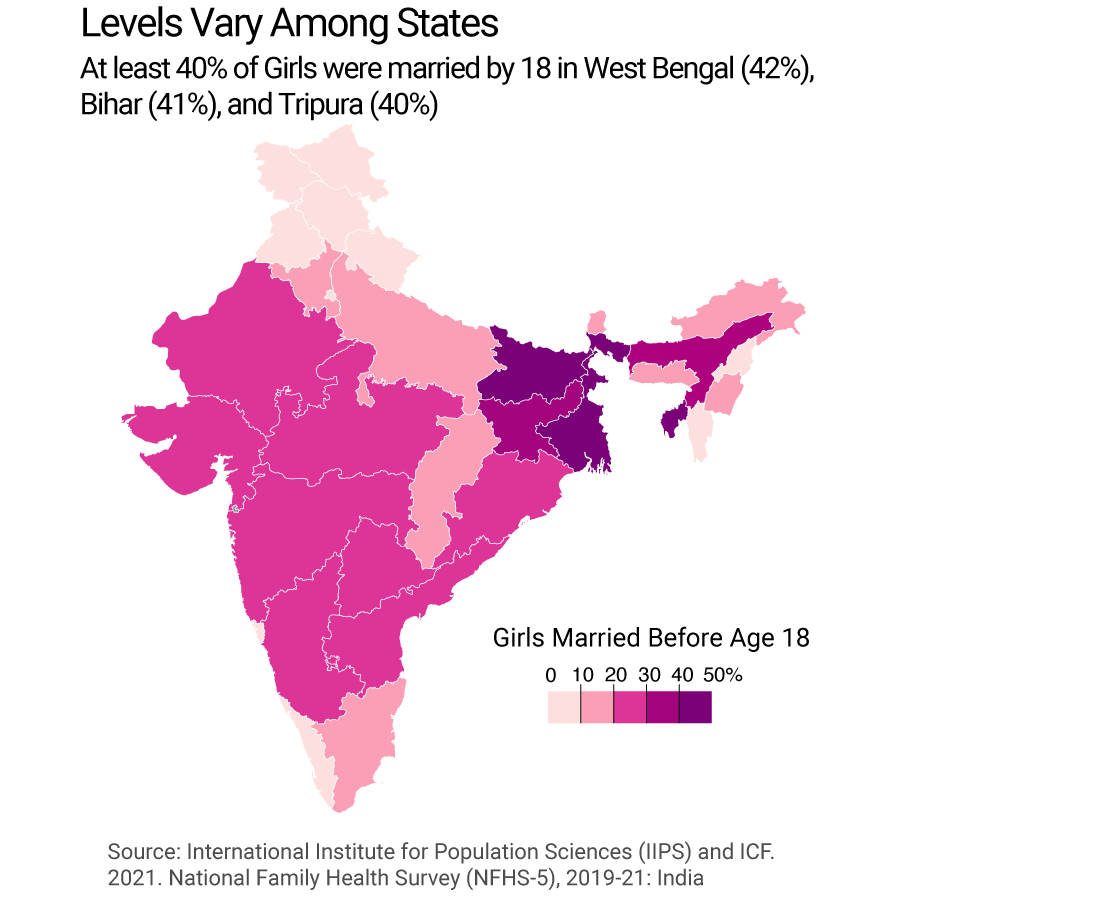 Levels Vary Among States
At least 40% of Girls were married by 18 in West Bengal (42%),
Bihar (41%), and Tripura (40%)
Girls Married Before Age 18
0 10 20 30 40 50%
Source: International Institute for Population Sciences (IIPS) and ICF.
2021. National Family Health Survey (NFHS-5), 2019-21: India